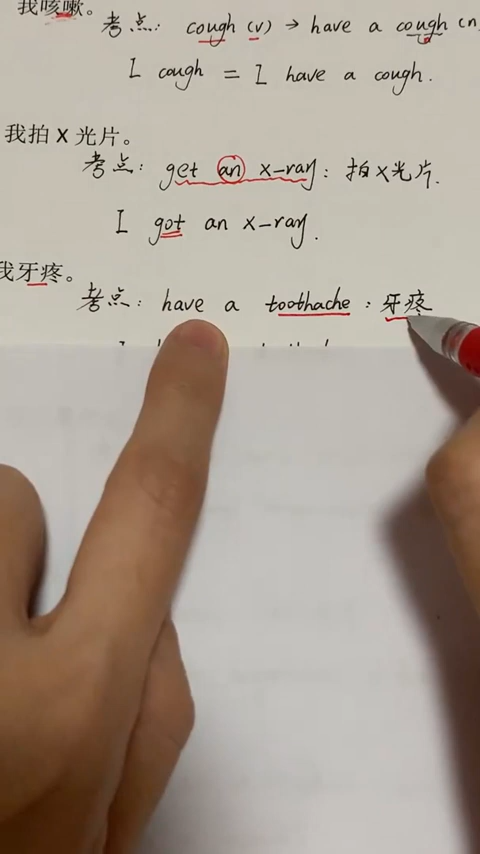 我咳嗽。
考点: cough (v) → have a cough (n
I cough = I have a cough.
我拍X光片。
考点: get an x-ray: 拍X光片.
I got an x-ray.
我牙疼。
考点: have a toothache: 牙疼